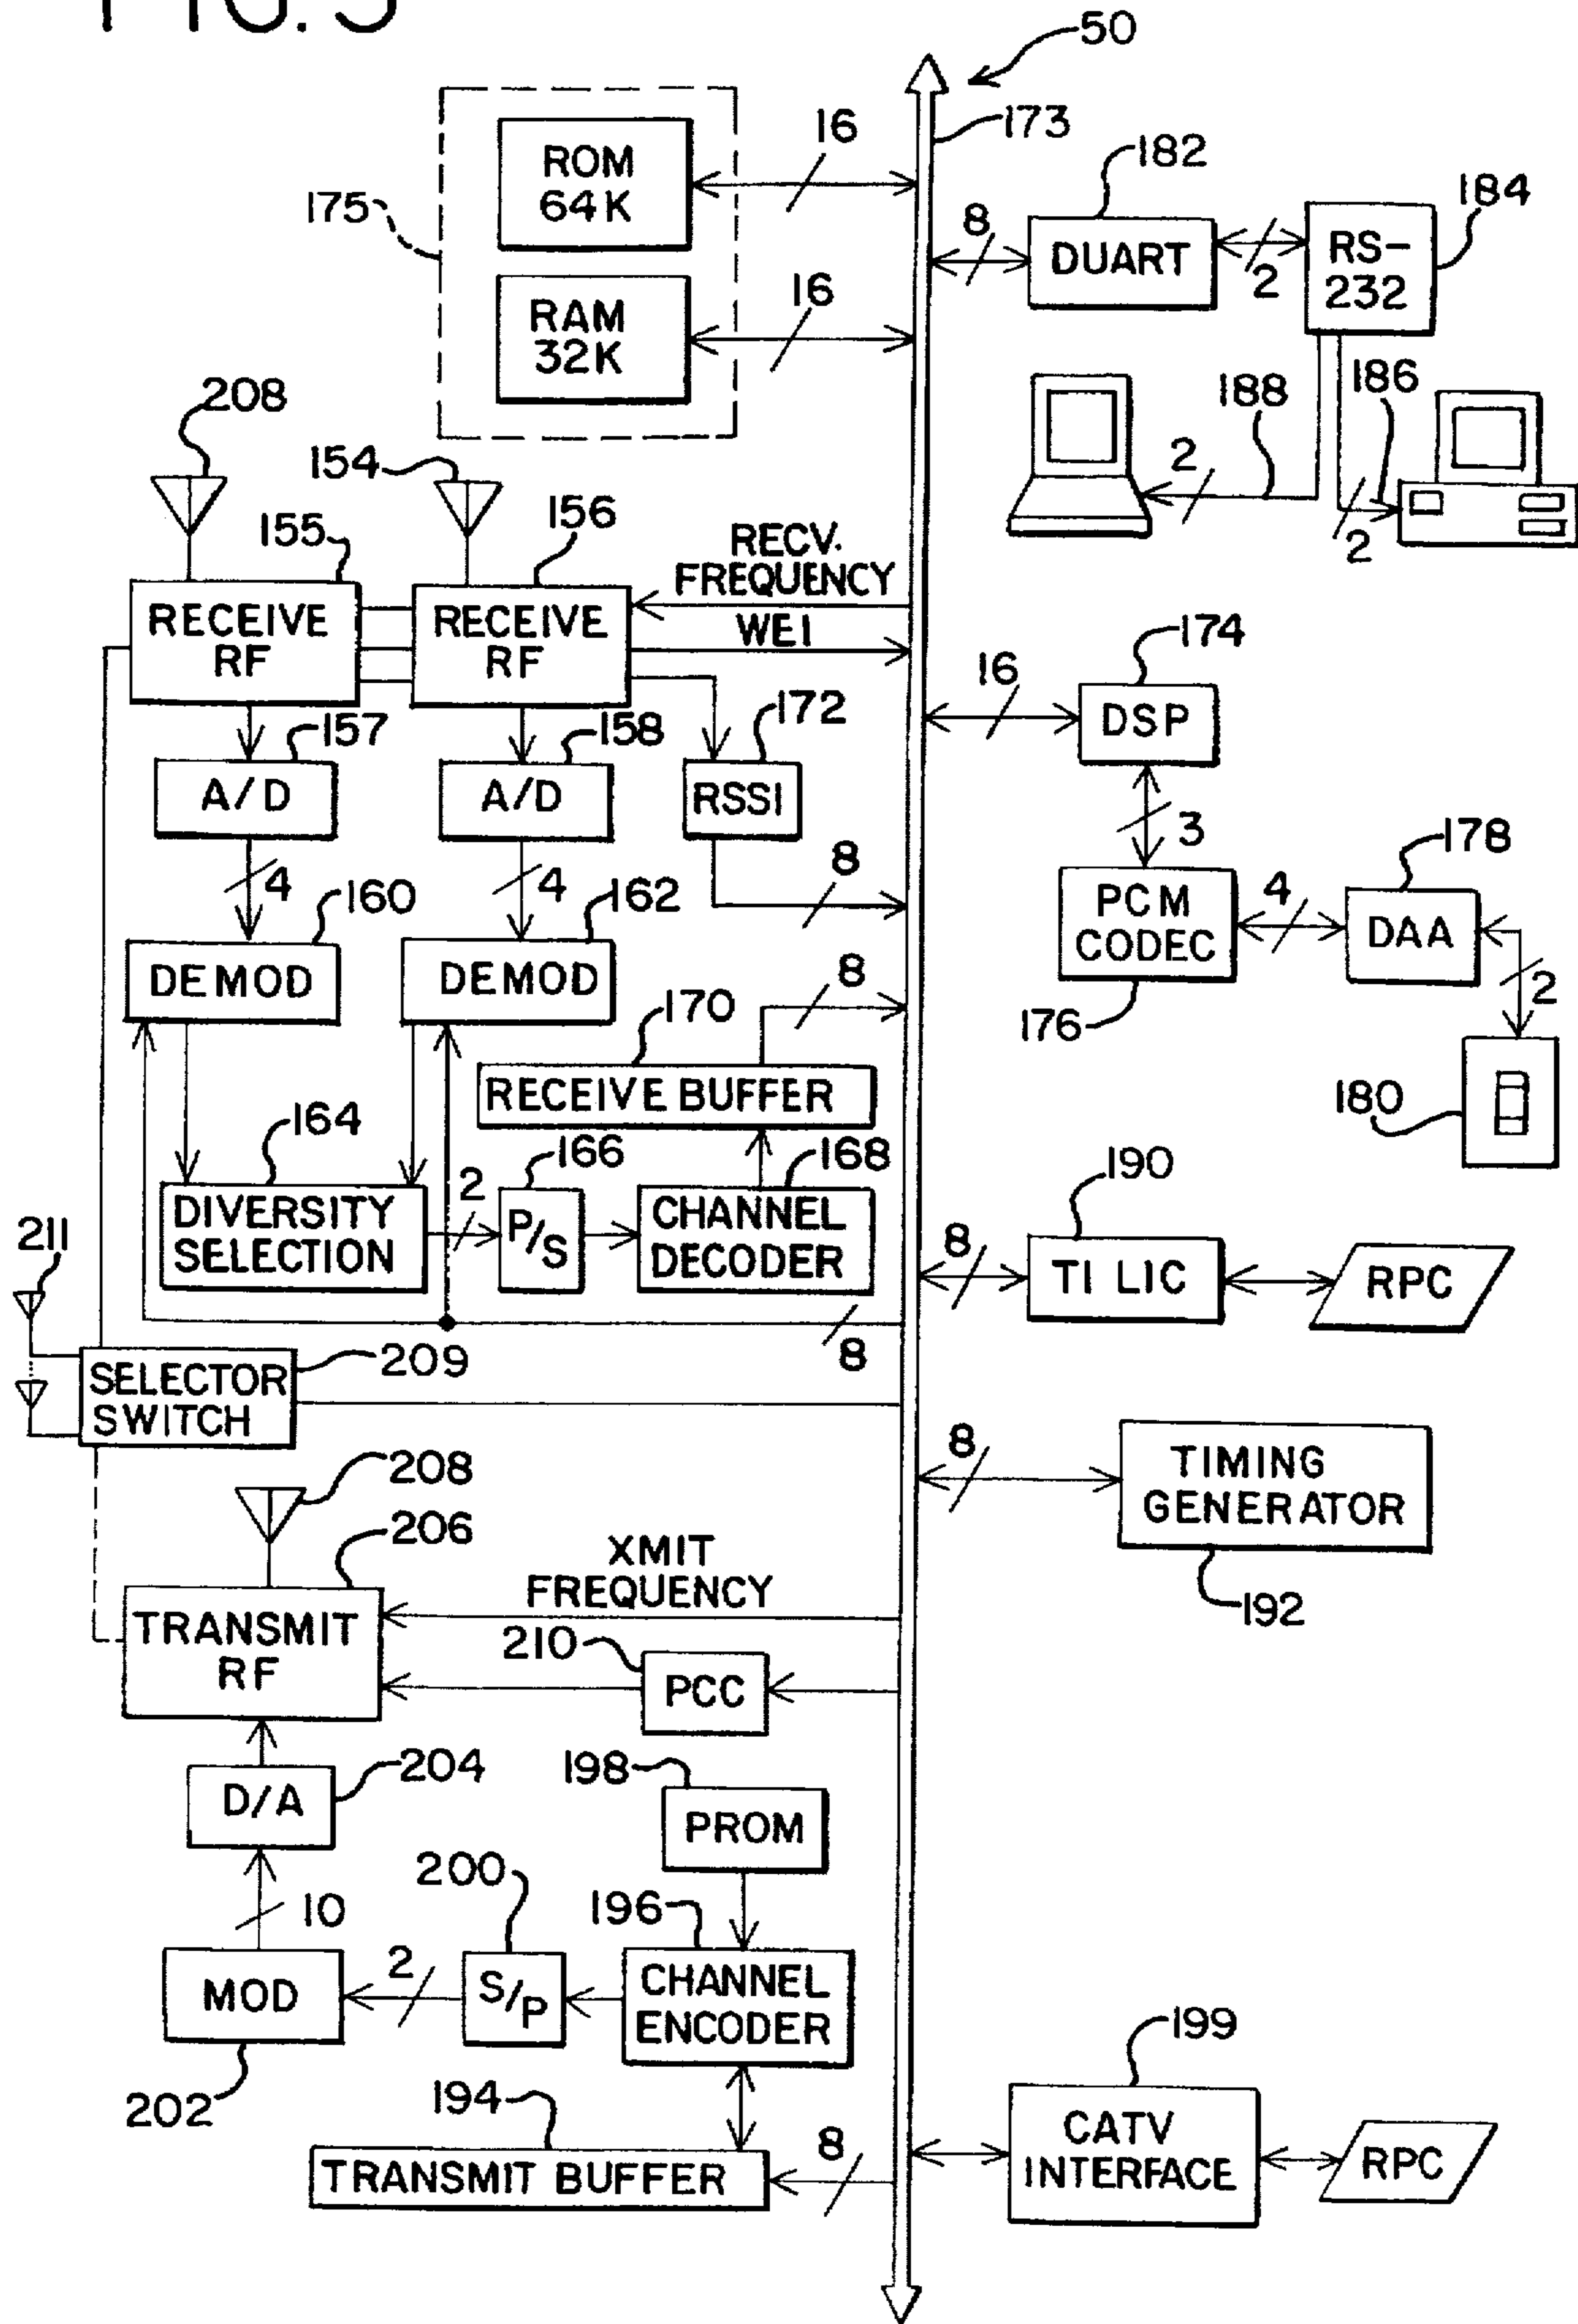 FIG. 5
50
173
16
ROM
64K
175
182
184
8
DUART
2
RS-
232
16
RAM
32K
208
154
188
186
2
2
155
156
RECV.
FREQUENCY
WEI
RECEIVE
RF
RECEIVE
RF
174
16
DSP
157
158
172
A/D
A/D
RSSI
3
178
4
4
8
160
162
PCM
CODEC
4
DAA
DEMOD
DEMOD
8
2
170
176
RECEIVE BUFFER
180
164
166
168
190
2
DIVERSITY
SELECTION
P/S
CHANNEL
DECODER
211
8
TI LIC
RPC
8
209
SELECTOR
SWITCH
8
TIMING
GENERATOR
208
206
192
XMIT
FREQUENCY
TRANSMIT
RF
210
PCC
204
198
D/A
PROM
200
10
196
2
MOD
S/P
CHANNEL
ENCODER
199
202
194
8
CATV
INTERFACE
RPC
TRANSMIT BUFFER